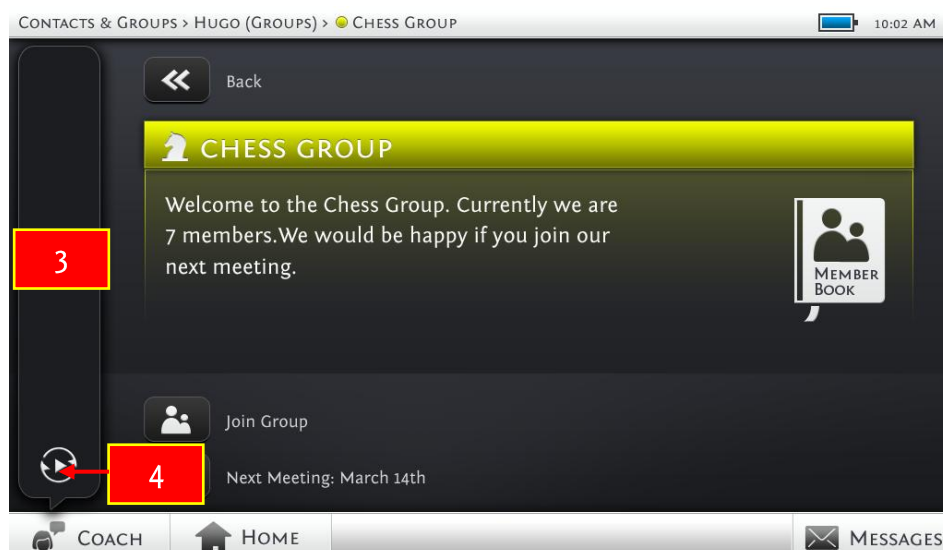 CONTACTS & GROUPS > HUGO (GROUPS) > CHESS GROUP
10:02 AM
Back
CHESS GROUP
Welcome to the Chess Group. Currently we are
7 members.We would be happy if you join our
next meeting.
MEMBER
BOOK
3
Join Group
4
Next Meeting: March 14th
COACH
HOME
MESSAGES